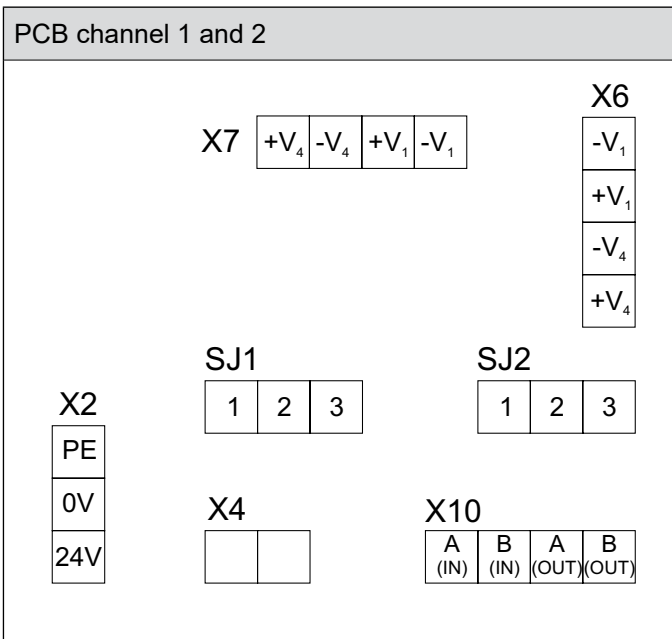 PCB channel 1 and 2
X6
X7 +V₄ -V₄ +V₁ -V₁
-V₁
+V₁
-V₄
+V₄
SJ1
1 2 3
SJ2
1 2 3
X2
PE
0V
24V
X4
X10
A (IN) B (IN) A (OUT) B (OUT)